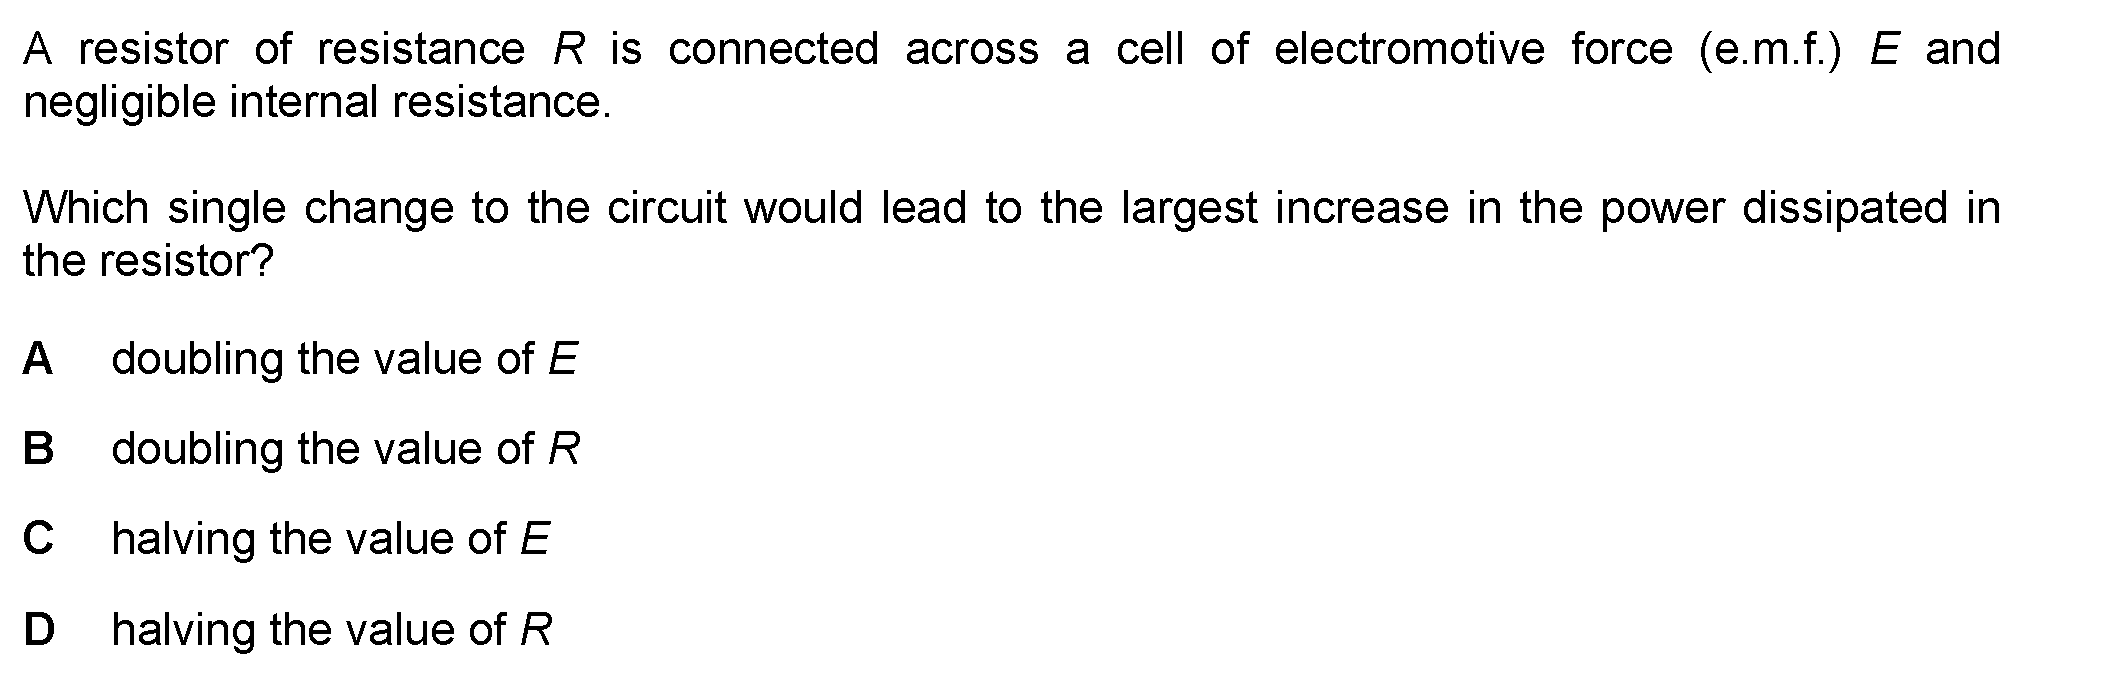 A resistor of resistance R is connected across a cell of electromotive force (e.m.f.) E and
negligible internal resistance.
Which single change to the circuit would lead to the largest increase in the power dissipated in
the resistor?
A doubling the value of E
B doubling the value of R
C halving the value of E
D halving the value of R